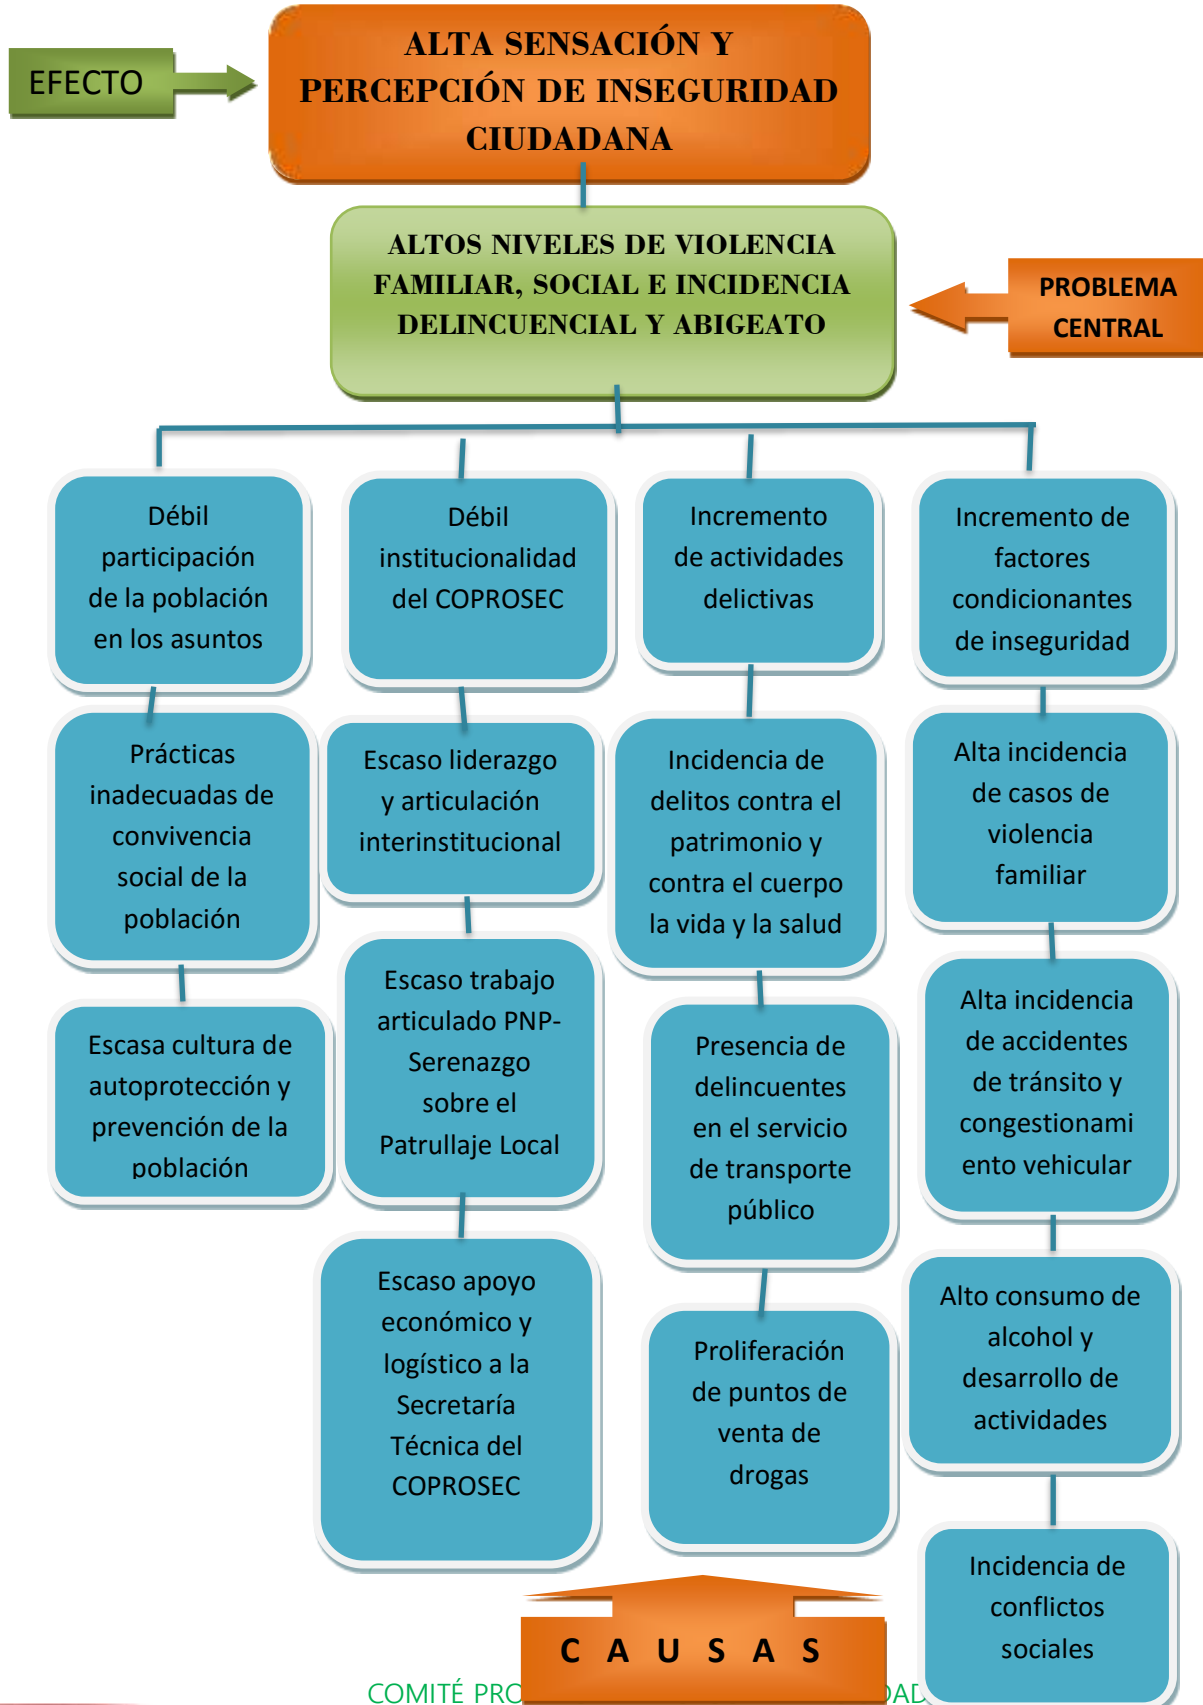 EFECTO
ALTA SENSACIÓN Y
PERCEPCIÓN DE INSEGURIDAD
CIUDADANA
ALTOS NIVELES DE VIOLENCIA
FAMILIAR, SOCIAL E INCIDENCIA
DELINCUENCIAL Y ABIGEATO
PROBLEMA
CENTRAL
Débil
participación
de la población
en los asuntos
Prácticas
inadecuadas de
convivencia
social de la
población
Escasa cultura de
autoprotección y
prevención de la
población
Débil
institucionalidad
del COPROSEC
Escaso liderazgo
y articulación
interinstitucional
Escaso trabajo
articulado PNP-
Serenazgo
sobre el
Patrullaje Local
Escaso apoyo
económico y
logístico a la
Secretaría
Técnica del
COPROSEC
Incremento
de actividades
delictivas
Incidencia de
delitos contra el
patrimonio y
contra el cuerpo
la vida y la salud
Presencia de
delincuentes
en el servicio
de transporte
público
Proliferación
de puntos de
venta de
drogas
Incremento de
factores
condicionantes
de inseguridad
Alta incidencia
de casos de
violencia
familiar
Alta incidencia
de accidentes
de tránsito y
congestionami
ento vehicular
Alto consumo de
alcohol y
desarrollo de
actividades
Incidencia de
conflictos
sociales
C A U S A S
COMITÉ